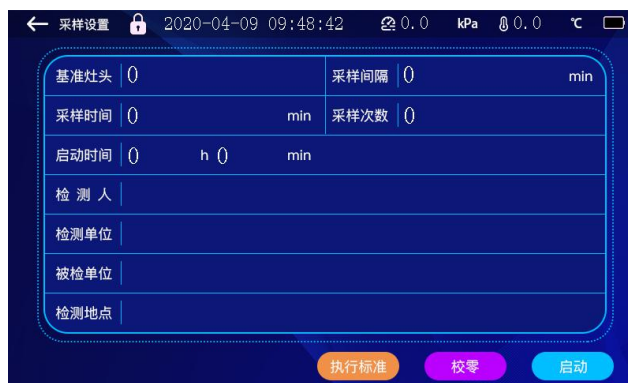 采样设置 2020-04-09 09:48:42 0.0 kPa 0.0 ℃
基准灶头 0 采样间隔 0 min
采样时间 0 min 采样次数 0
启动时间 0 h 0 min
检 测 人
检测单位
被检单位
检测地点
执行标准 校零 启动